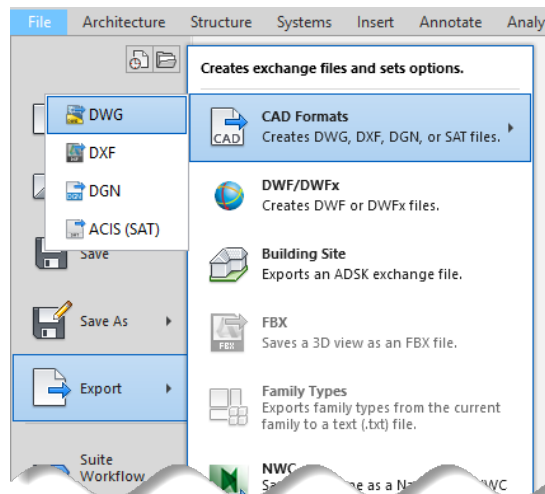 File Architecture Structure Systems Insert Annotate Analy
Creates exchange files and sets options.
DWG
DXF
DGN
ACIS (SAT)
Save
Save As
Export
Suite
Workflow
CAD
CAD Formats
Creates DWG, DXF, DGN, or SAT files.
DWF/DWFx
Creates DWF or DWFx files.
Building Site
Exports an ADSK exchange file.
FBX
FBX
Saves a 3D view as an FBX file.
Family Types
Exports family types from the current
family to a text (.txt) file.
NWC